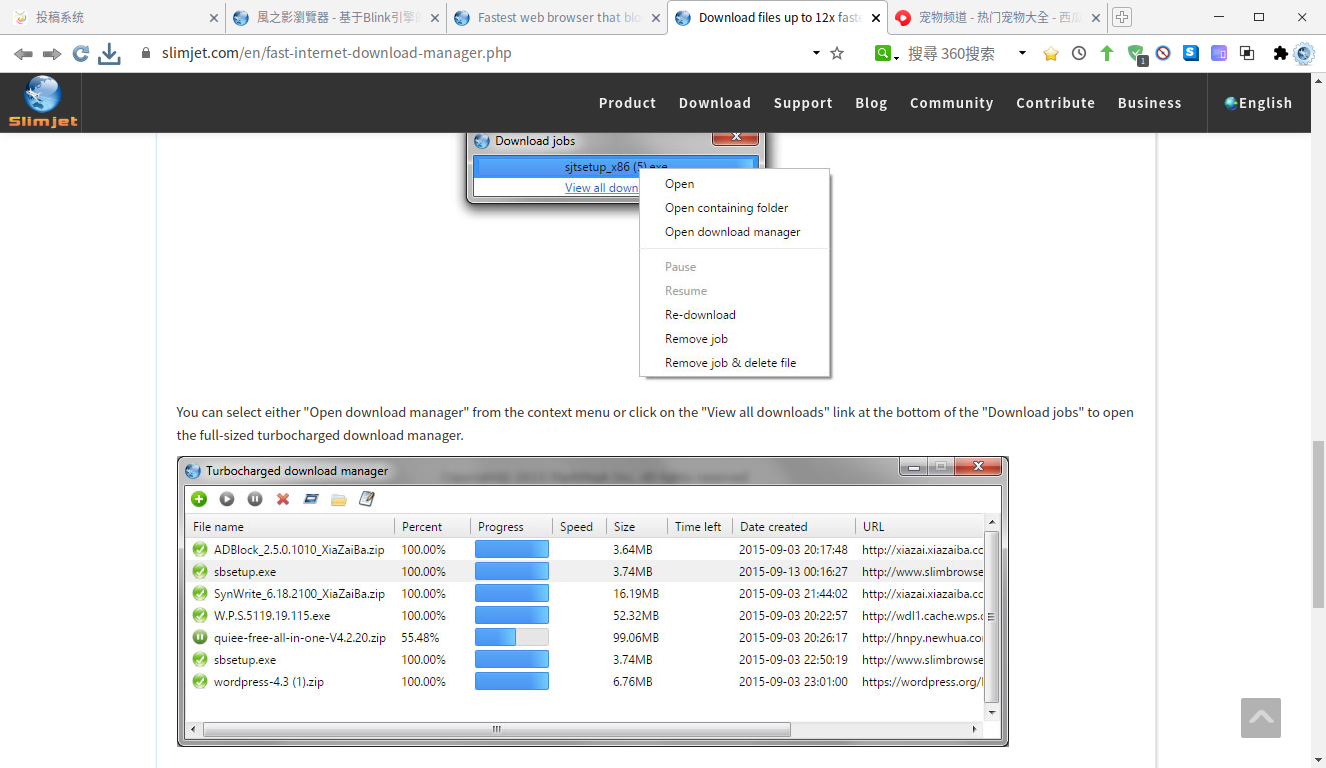 投稿系统
風之影瀏覽器 - 基于Blink引擎的
Fastest web browser that blo
Download files up to 12x faste
宠物频道 - 热门宠物大全 - 西瓜
slimjet.com/en/fast-internet-download-manager.php
搜尋 360搜索
1
Slimjet
Product
Download
Support
Blog
Community
Contribute
Business
English
Download jobs
sjtsetup_x86 (5).exe
View all down
Open
Open containing folder
Open download manager
Pause
Resume
Re-download
Remove job
Remove job & delete file
You can select either "Open download manager" from the context menu or click on the "View all downloads" link at the bottom of the "Download jobs" to open
the full-sized turbocharged download manager.
Turbocharged download manager
File name Percent Progress Speed Size Time left Date created URL
ADBlock_2.5.0.1010_XiaZaiBa.zip 100.00% 3.64MB 2015-09-03 20:17:48 http://xiazai.xiazaiba.cc
sbsetup.exe 100.00% 3.74MB 2015-09-13 00:16:27 http://www.slimbrowse
SynWrite_6.18.2100_XiaZaiBa.zip 100.00% 16.19MB 2015-09-03 21:44:02 http://xiazai.xiazaiba.cc
W.P.S.5119.19.115.exe 100.00% 52.32MB 2015-09-03 20:22:57 http://wdl1.cache.wps.c
quiee-free-all-in-one-V4.2.20.zip 55.48% 99.06MB 2015-09-03 20:26:17 http://hnpy.newhua.co
sbsetup.exe 100.00% 3.74MB 2015-09-03 22:50:19 http://www.slimbrowse
wordpress-4.3 (1).zip 100.00% 6.76MB 2015-09-03 23:01:00 https://wordpress.org/